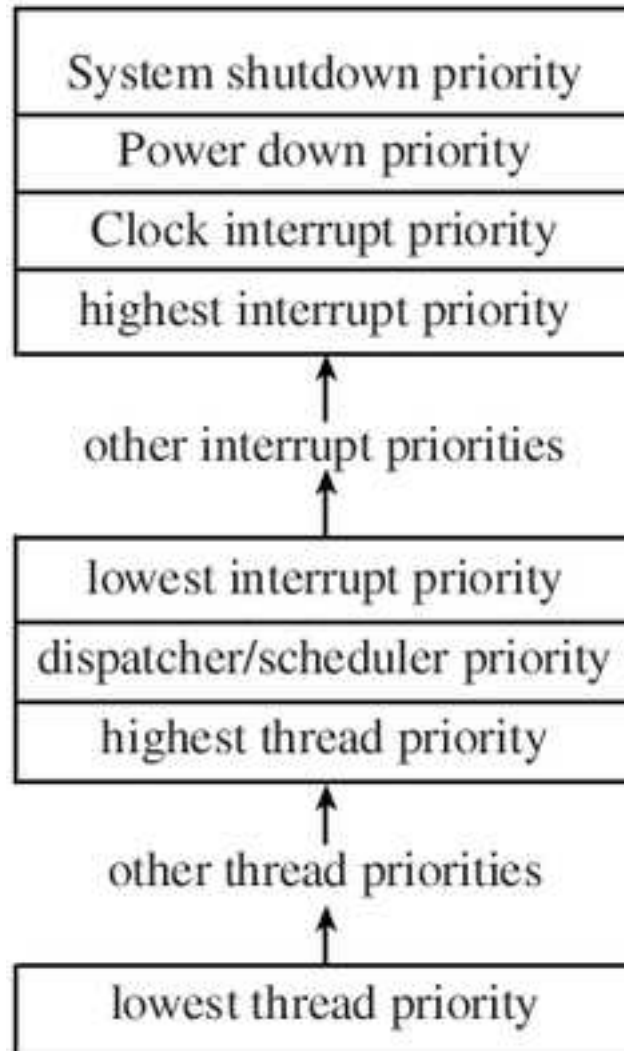 System shutdown priority
Power down priority
Clock interrupt priority
highest interrupt priority
other interrupt priorities
lowest interrupt priority
dispatcher/scheduler priority
highest thread priority
other thread priorities
lowest thread priority